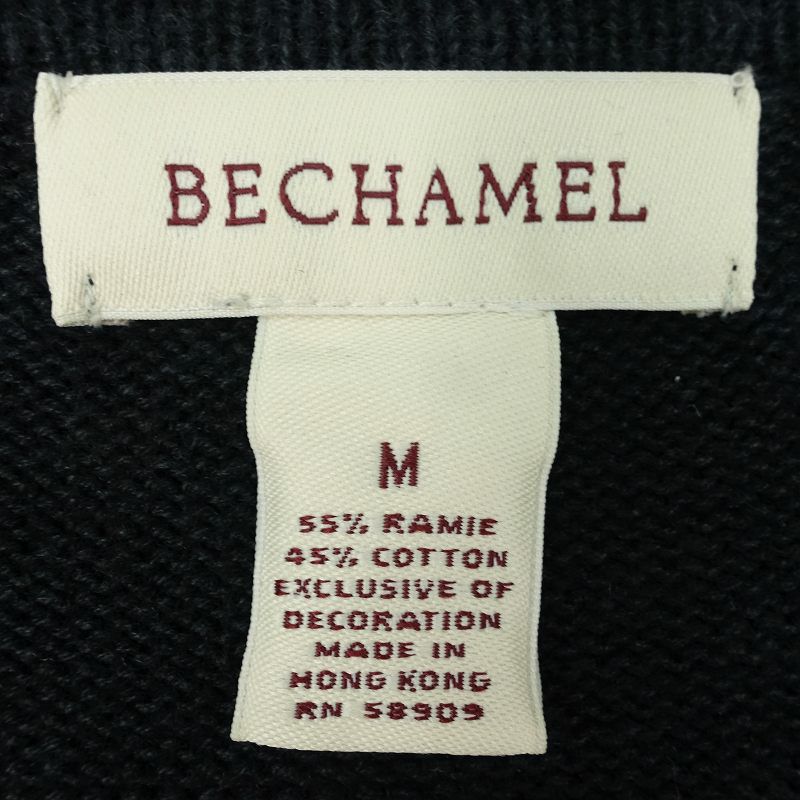 BECHAMEL
M
55% RAMIE
45% COTTON
EXCLUSIVE OF
DECORATION
MADE IN
HONG KONG
RN 58909